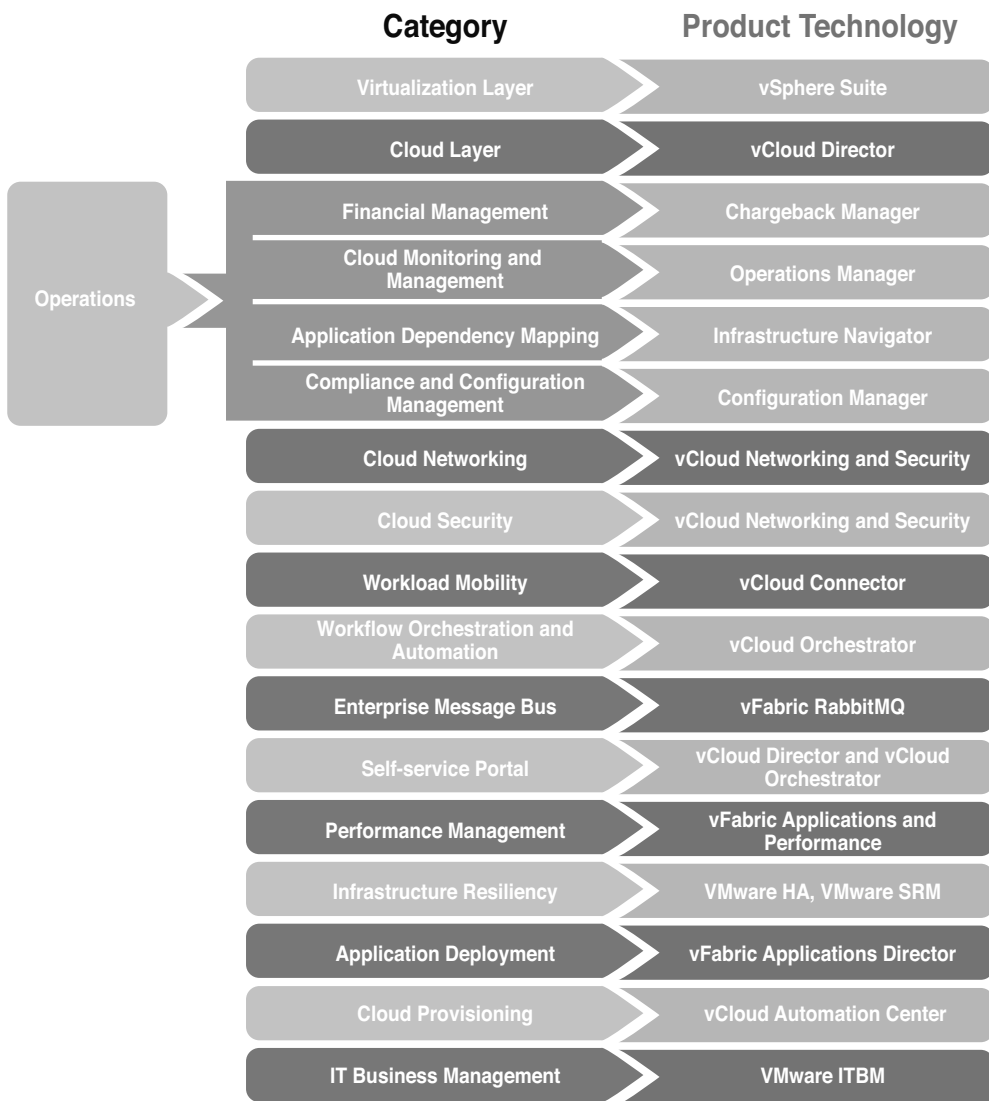 Category
Product Technology
Virtualization Layer
vSphere Suite
Cloud Layer
vCloud Director
Operations
Financial Management
Chargeback Manager
Cloud Monitoring and
Management
Operations Manager
Application Dependency Mapping
Infrastructure Navigator
Compliance and Configuration
Management
Configuration Manager
Cloud Networking
vCloud Networking and Security
Cloud Security
vCloud Networking and Security
Workload Mobility
vCloud Connector
Workflow Orchestration and
Automation
vCloud Orchestrator
Enterprise Message Bus
vFabric RabbitMQ
Self-service Portal
vCloud Director and vCloud
Orchestrator
Performance Management
vFabric Applications and
Performance
Infrastructure Resiliency
VMware HA, VMware SRM
Application Deployment
vFabric Applications Director
Cloud Provisioning
vCloud Automation Center
IT Business Management
VMware ITBM